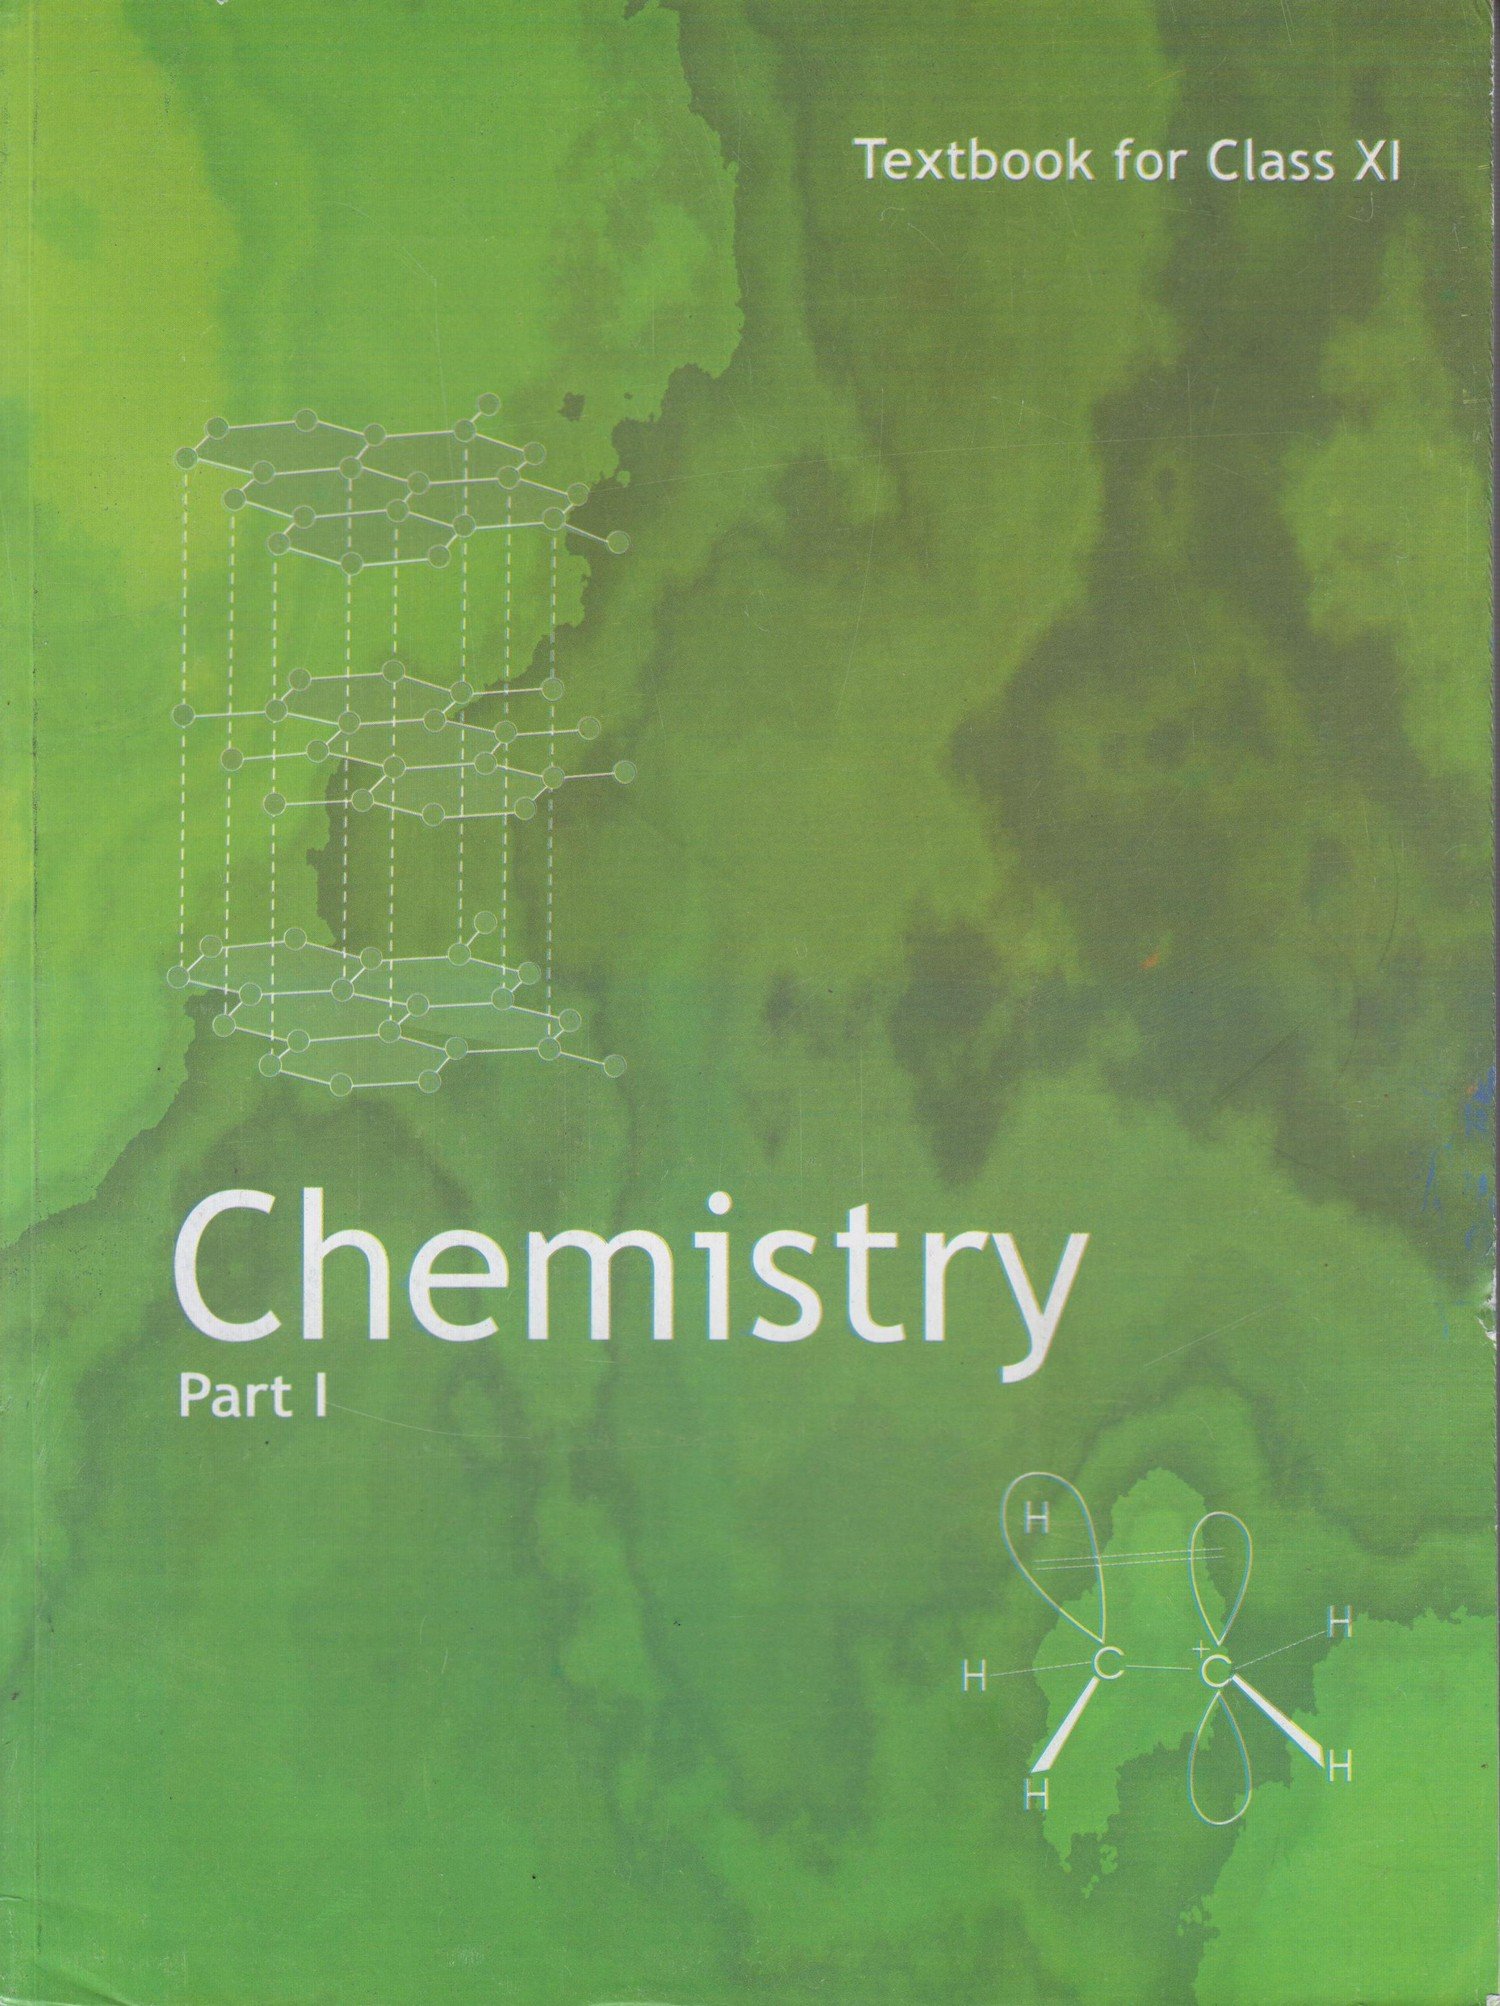 Textbook for Class XI
Chemistry
Part I
H
H
H C +C
H
H